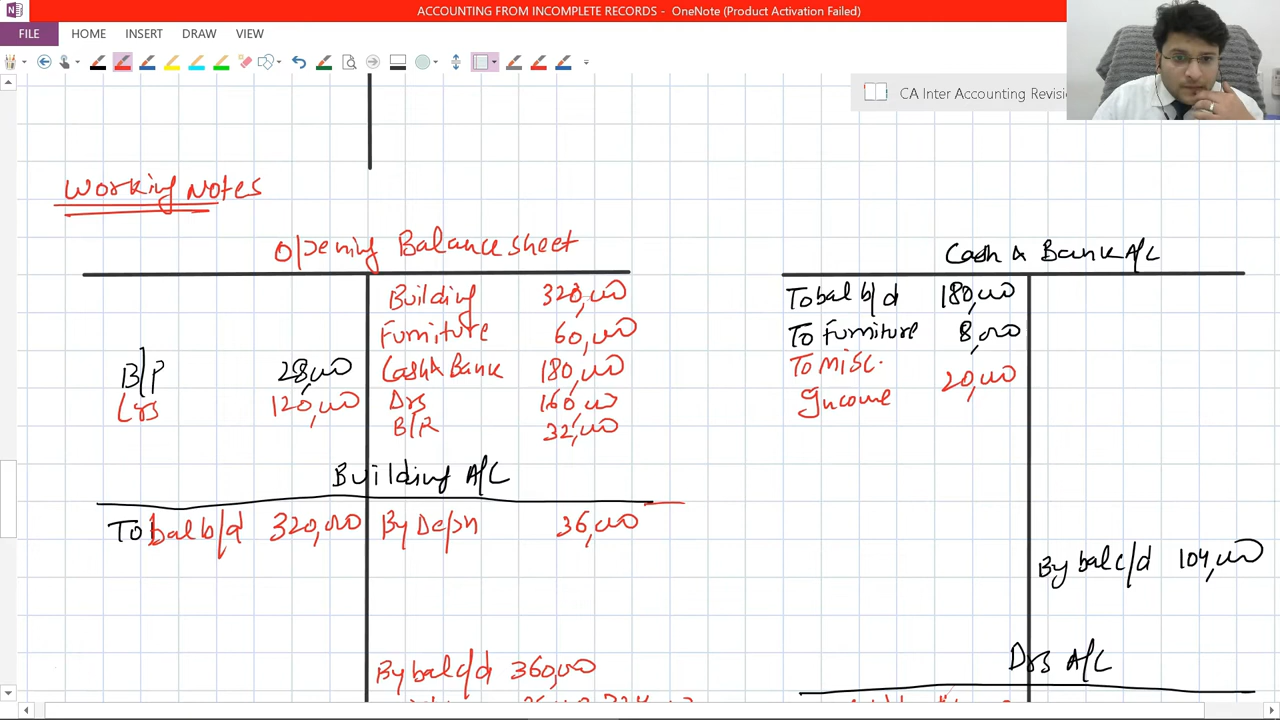 ACCOUNTING FROM INCOMPLETE RECORDS - OneNote (Product Activation Failed)
FILE HOME INSERT DRAW VIEW
CA Inter Accounting Revisi
Working Notes
Opening Balance sheet
Building 320,000
Furniture 60,000
B/P 28,000 Cash & Bank 180,000
Crs 120,000 Drs 160,000
B/R 32,000
Building A/C
To bal b/d 320,000 By Depn 36,000
By bal c/d 360,000
Cash & Bank A/C
To bal b/d 180,000
To Furniture 8,000
To Misc.
Income 20,000
By bal c/d 104,000
Drs A/C